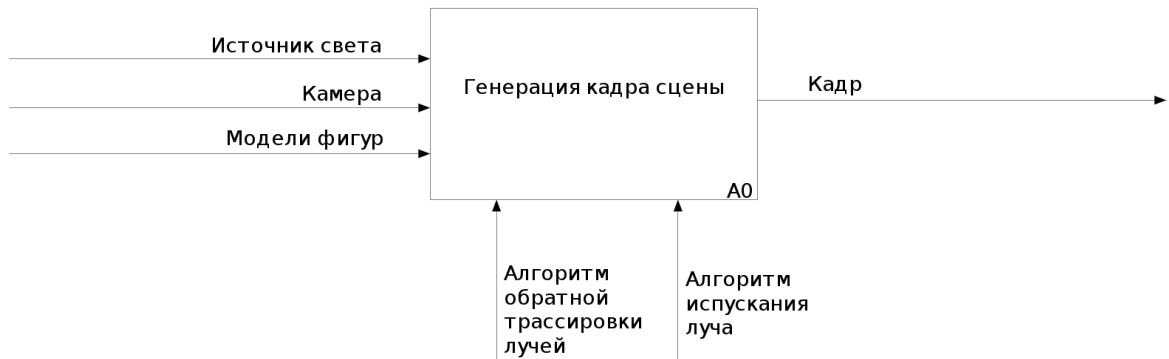 Источник света
Камера
Модели фигур
Генерация кадра сцены
A0
Кадр
Алгоритм
обратной
трассировки
лучей
Алгоритм
испускания
луча